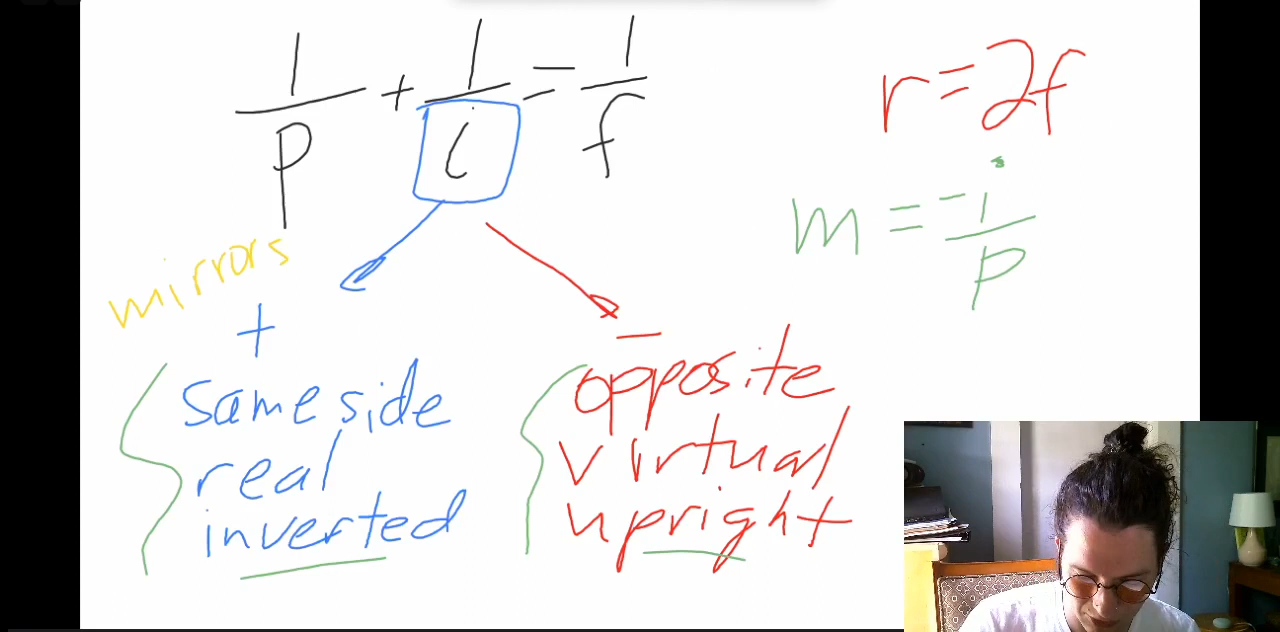 1/p + 1/i = 1/f
r = 2f
m = -i/p
mirrors
+
same side
real
inverted
−
opposite
virtual
upright